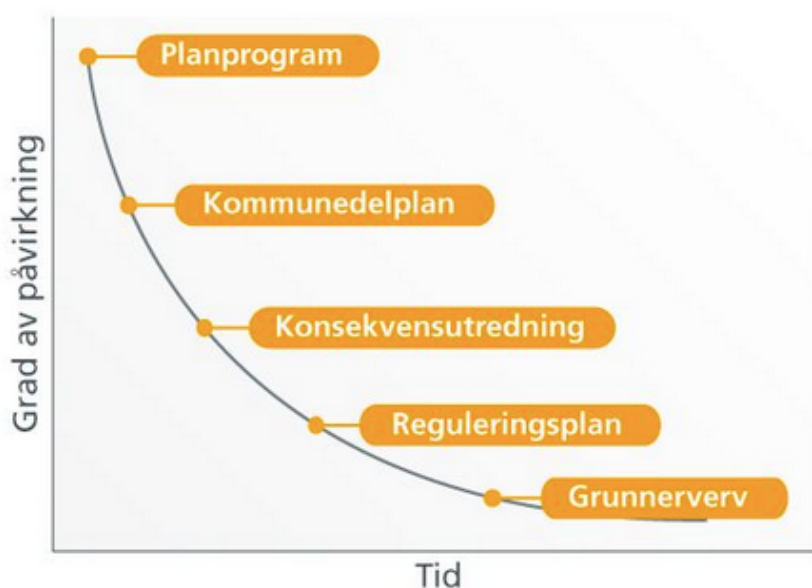 Planprogram
Kommunedelplan
Konsekvensutredning
Reguleringsplan
Grunnerverv
Grad av påvirkning
Tid